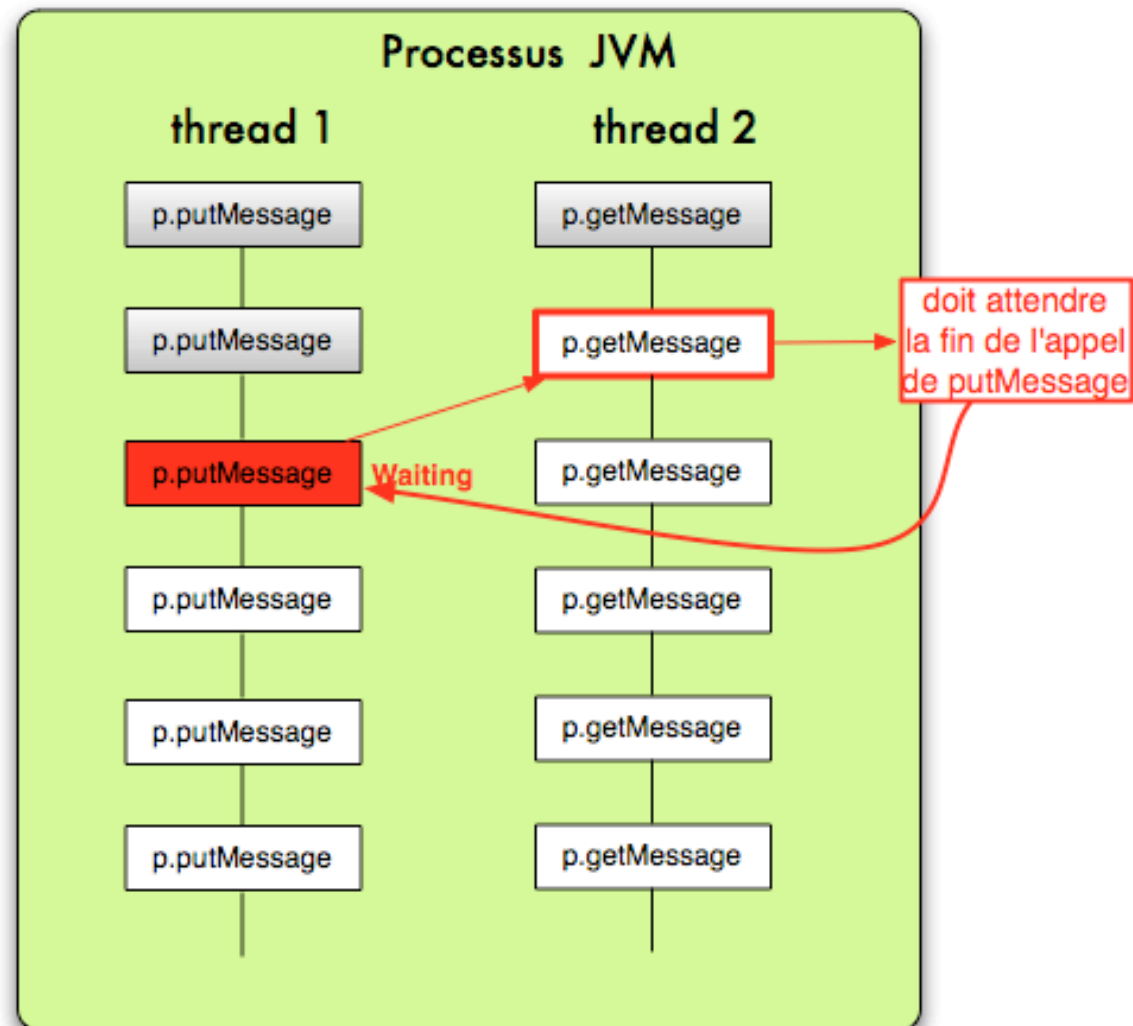 Processus JVM
thread 1
thread 2
p.putMessage
p.getMessage
p.putMessage
p.getMessage
doit attendre
la fin de l'appel
de putMessage
p.putMessage
Waiting
p.getMessage
p.putMessage
p.getMessage
p.putMessage
p.getMessage
p.putMessage
p.getMessage